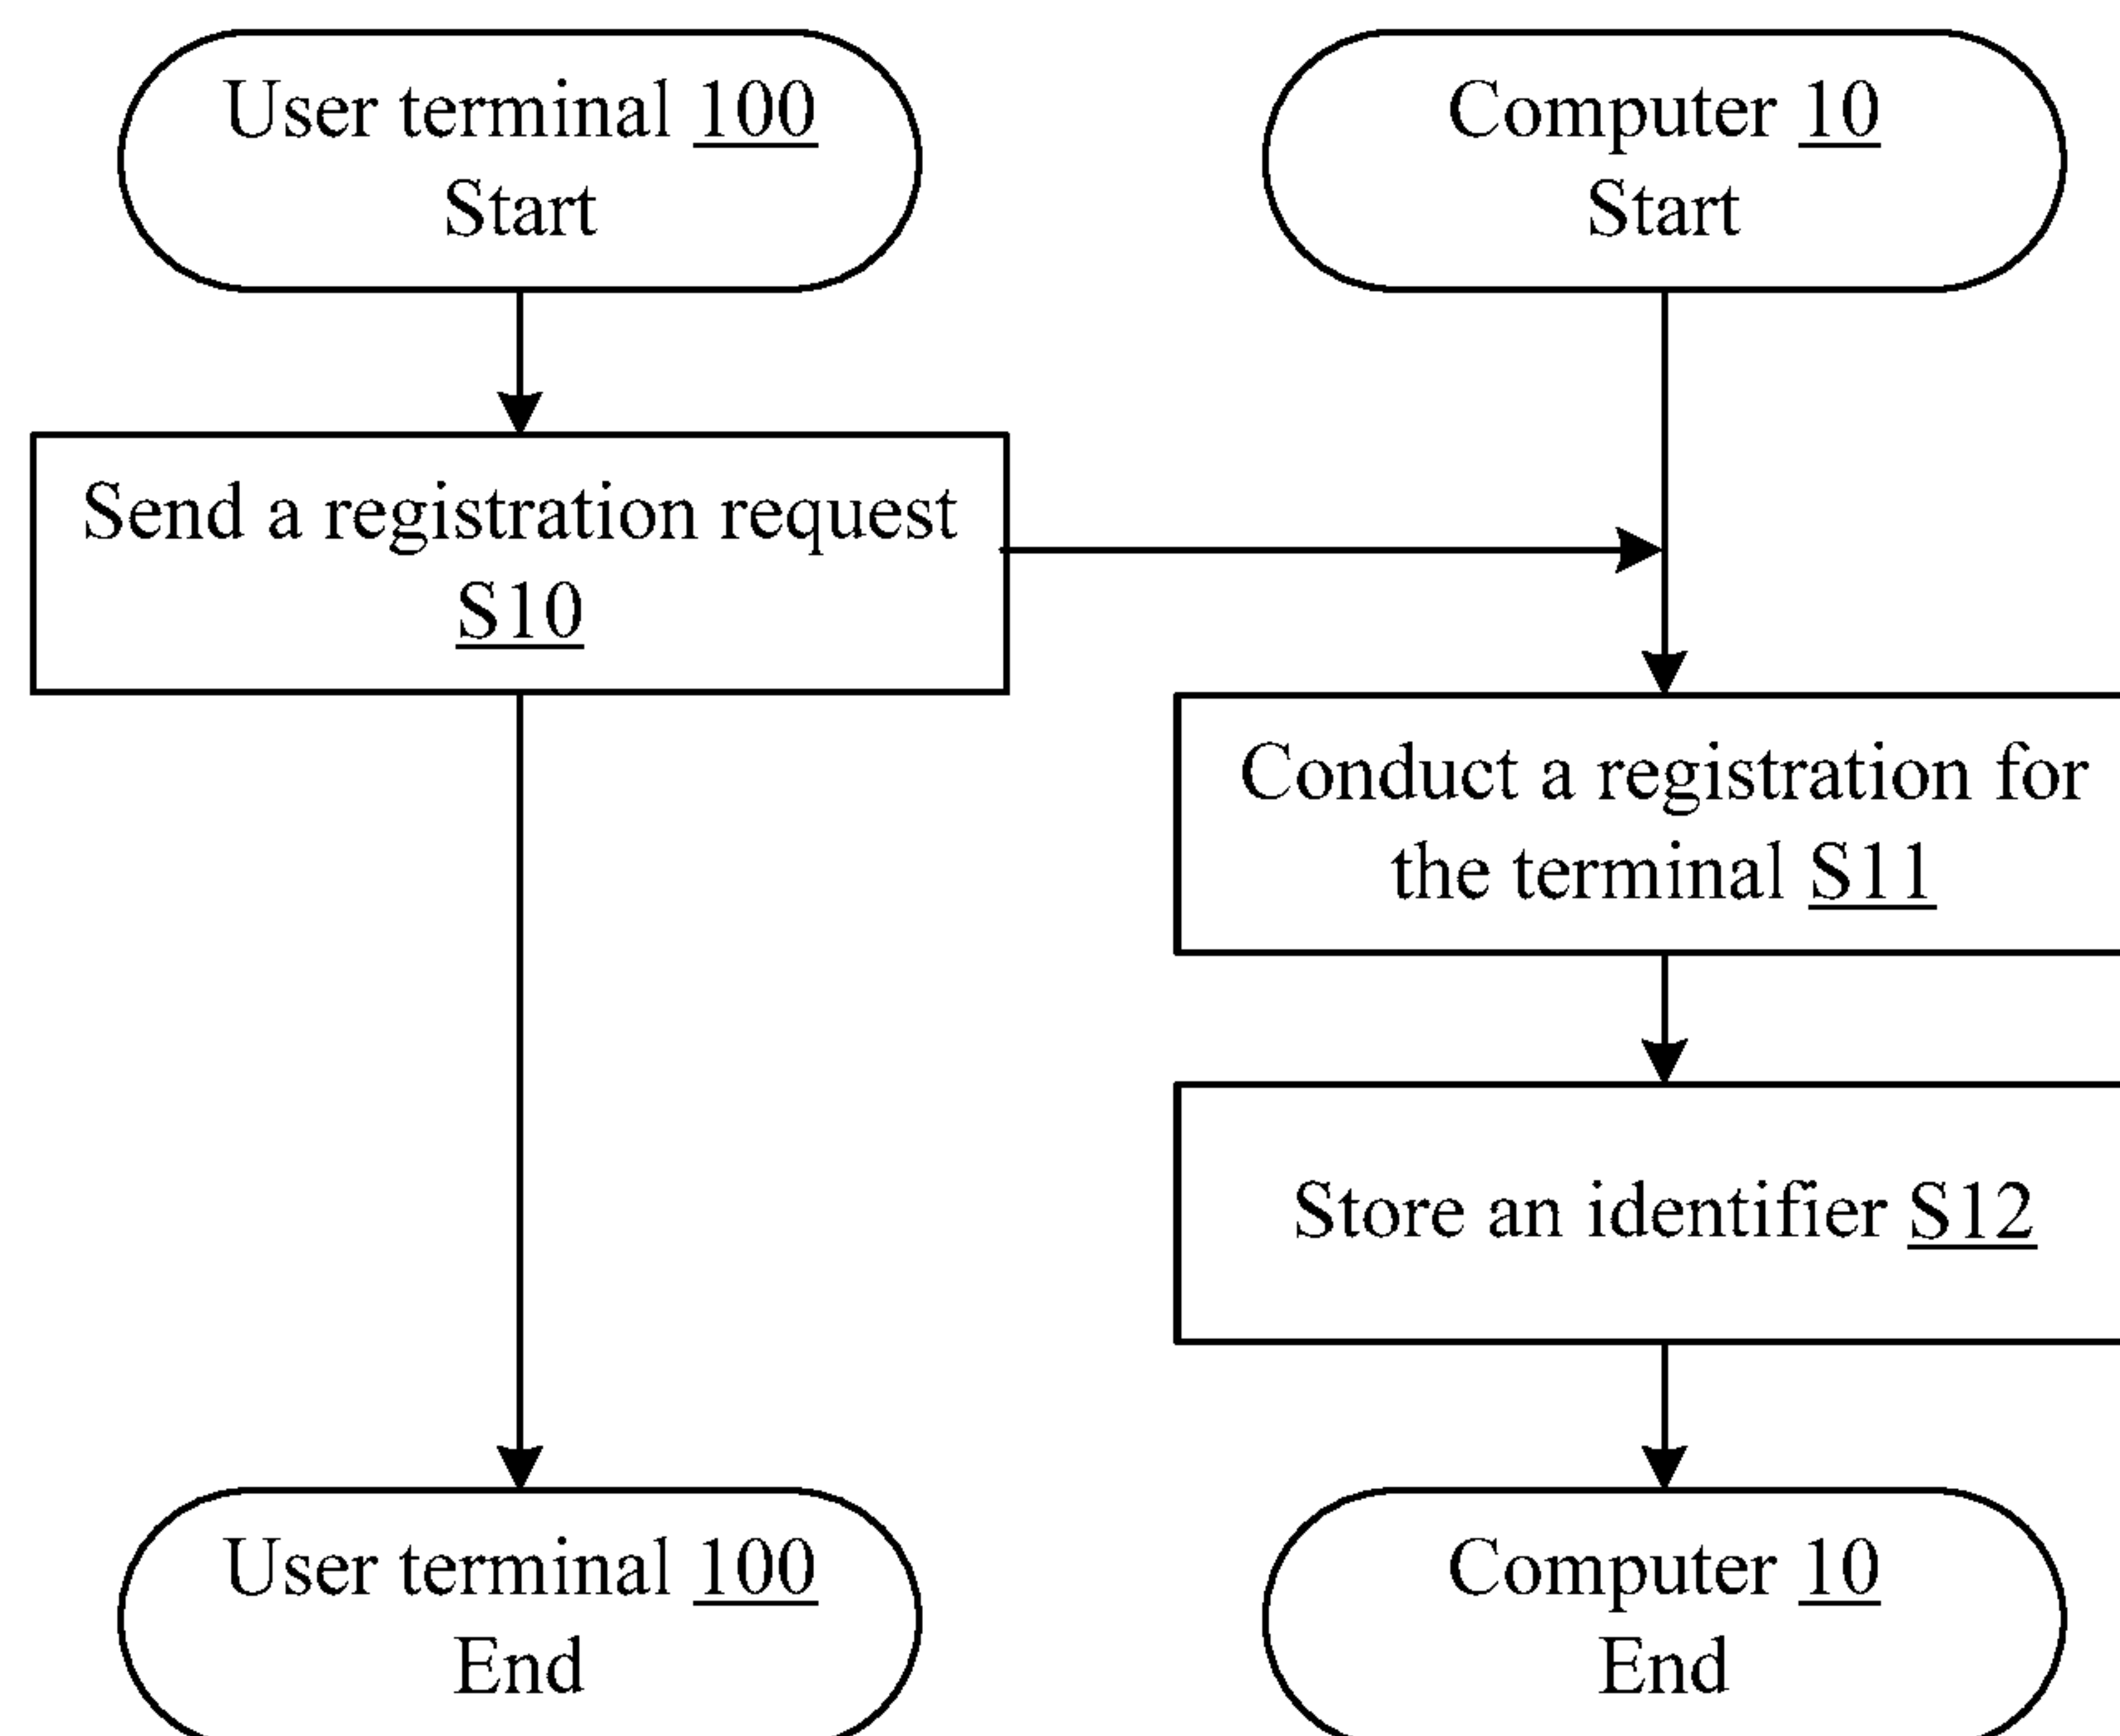 User terminal 100
Start
Computer 10
Start
Send a registration request
S10
Conduct a registration for
the terminal S11
Store an identifier S12
User terminal 100
End
Computer 10
End